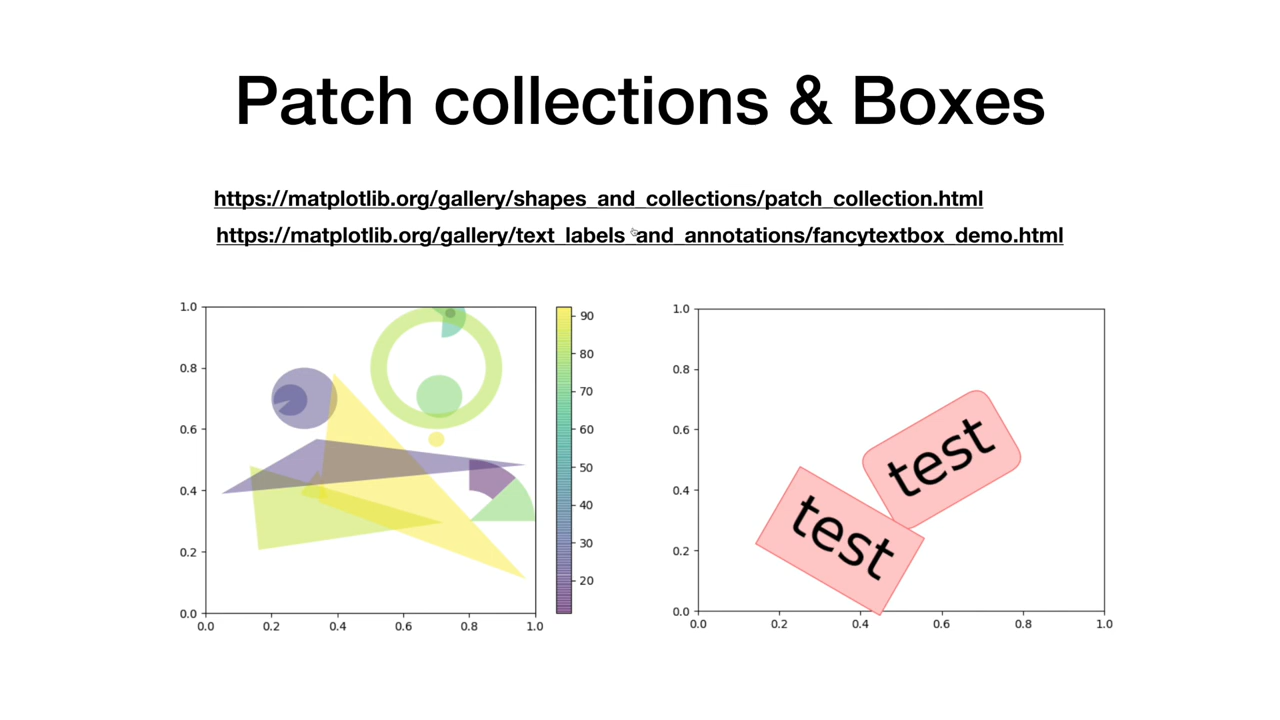 Patch collections & Boxes
https://matplotlib.org/gallery/shapes_and_collections/patch_collection.html
https://matplotlib.org/gallery/text_labels_and_annotations/fancytextbox_demo.html
1.0
0.8
0.6
0.4
0.2
0.0
0.0 0.2 0.4 0.6 0.8 1.0
90
80
70
60
50
40
30
20
1.0
0.8
0.6
0.4
0.2
0.0
0.0 0.2 0.4 0.6 0.8 1.0
test
test